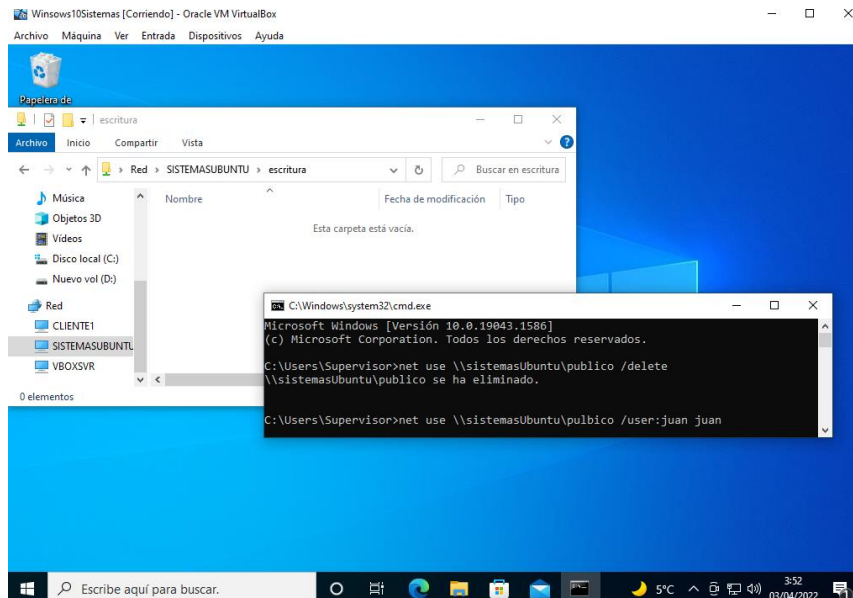 Winsows10Sistemas [Corriendo] - Oracle VM VirtualBox
Archivo Máquina Ver Entrada Dispositivos Ayuda
Papelera de
escritura
Archivo Inicio Compartir Vista
Red SISTEMASUBUNTU escritura
Buscar en escritura
Música
Objetos 3D
Vídeos
Disco local (C:)
Nuevo vol (D:)
Red
CLIENTE1
SISTEMASUBUNTU
VBOXSVR
Nombre Fecha de modificación Tipo
Esta carpeta está vacía.
0 elementos
C:\Windows\system32\cmd.exe
Microsoft Windows [Versión 10.0.19043.1586]
(c) Microsoft Corporation. Todos los derechos reservados.
C:\Users\Supervisor>net use \\sistemasUbuntu\publico /delete
\\sistemasUbuntu\publico se ha eliminado.
C:\Users\Supervisor>net use \\sistemasUbuntu\pulbico /user:juan juan
Escribe aquí para buscar.
5°C
3:52
03/04/2022
1